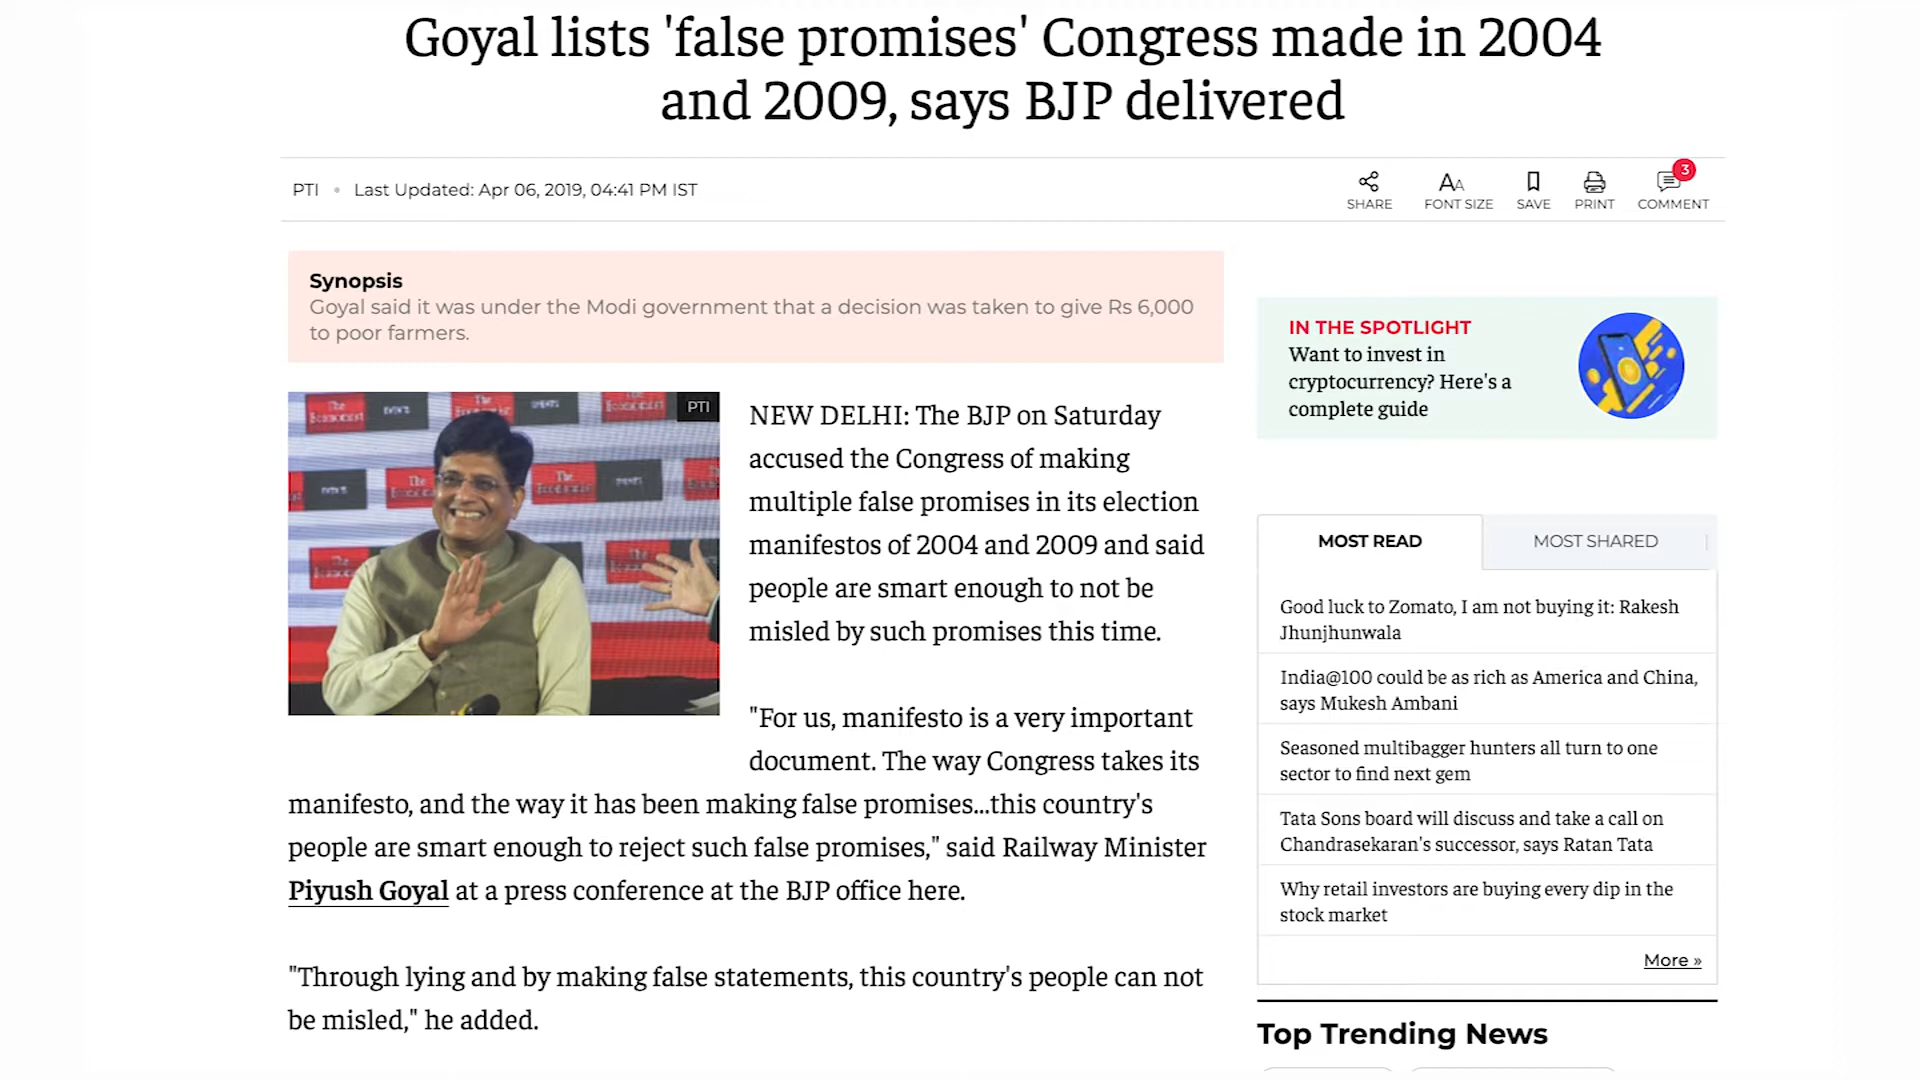 Goyal lists 'false promises' Congress made in 2004
and 2009, says BJP delivered
PTI • Last Updated: Apr 06, 2019, 04:41 PM IST
SHARE
FONT SIZE
SAVE
PRINT
3
COMMENT
Synopsis
Goyal said it was under the Modi government that a decision was taken to give Rs 6,000
to poor farmers.
PTI
NEW DELHI: The BJP on Saturday
accused the Congress of making
multiple false promises in its election
manifestos of 2004 and 2009 and said
people are smart enough to not be
misled by such promises this time.
"For us, manifesto is a very important
document. The way Congress takes its
manifesto, and the way it has been making false promises...this country's
people are smart enough to reject such false promises," said Railway Minister
Piyush Goyal at a press conference at the BJP office here.
"Through lying and by making false statements, this country's people can not
be misled," he added.
IN THE SPOTLIGHT
Want to invest in
cryptocurrency? Here's a
complete guide
MOST READ
MOST SHARED
Good luck to Zomato, I am not buying it: Rakesh
Jhunjhunwala
India@100 could be as rich as America and China,
says Mukesh Ambani
Seasoned multibagger hunters all turn to one
sector to find next gem
Tata Sons board will discuss and take a call on
Chandrasekaran's successor, says Ratan Tata
Why retail investors are buying every dip in the
stock market
More »
Top Trending News